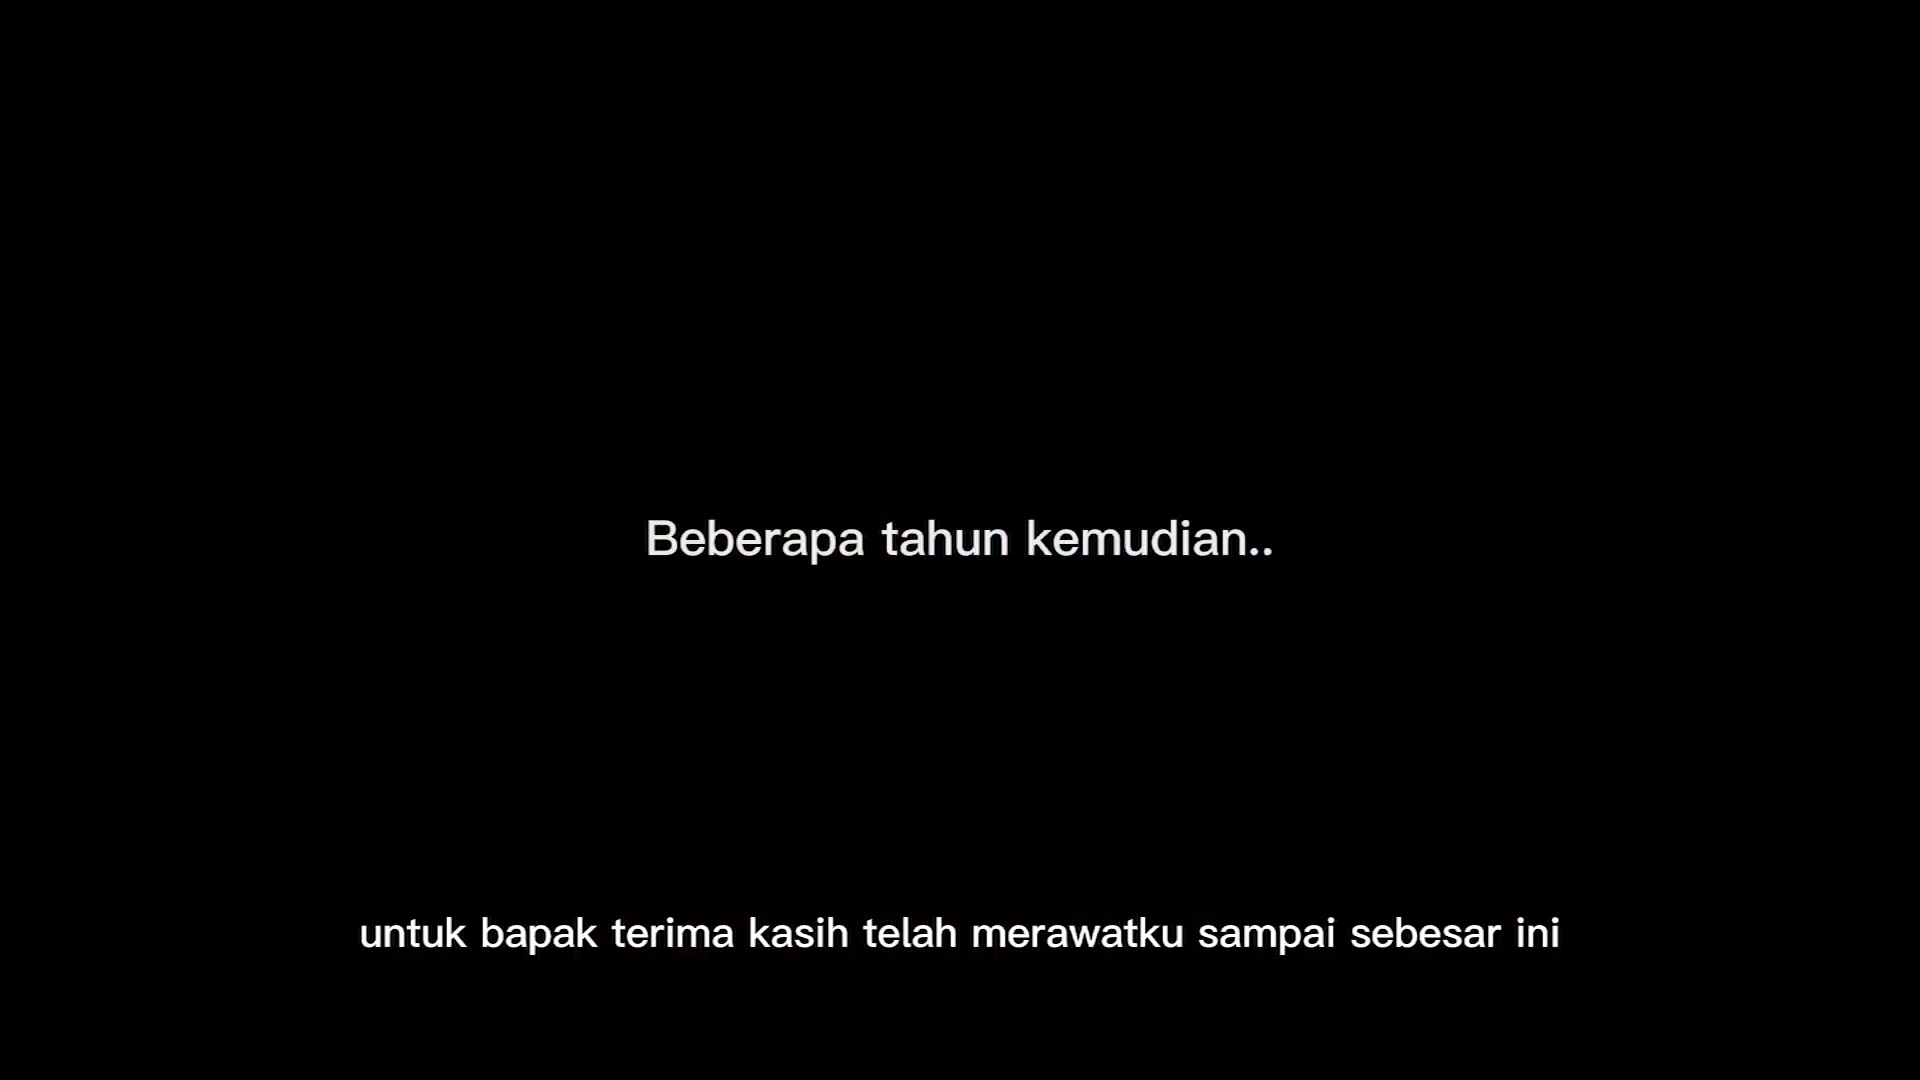 Beberapa tahun kemudian..
untuk bapak terima kasih telah merawatku sampai sebesar ini